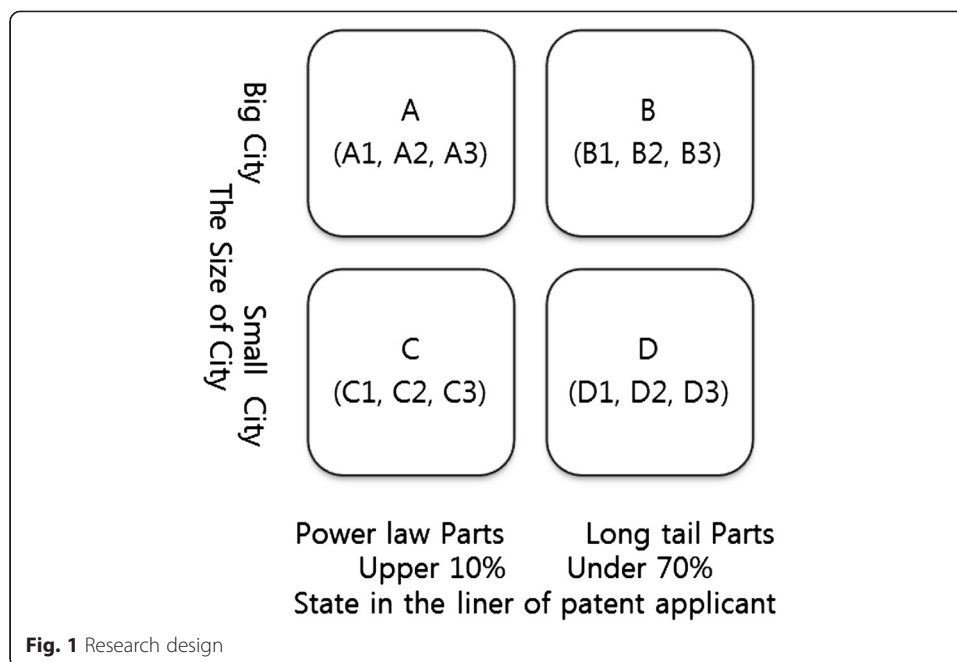 Big City
A
(A1, A2, A3)
B
(B1, B2, B3)
The Size of City
Small City
C
(C1, C2, C3)
D
(D1, D2, D3)
Power law Parts
Long tail Parts
Upper 10%
Under 70%
State in the liner of patent applicant
Fig. 1 Research design